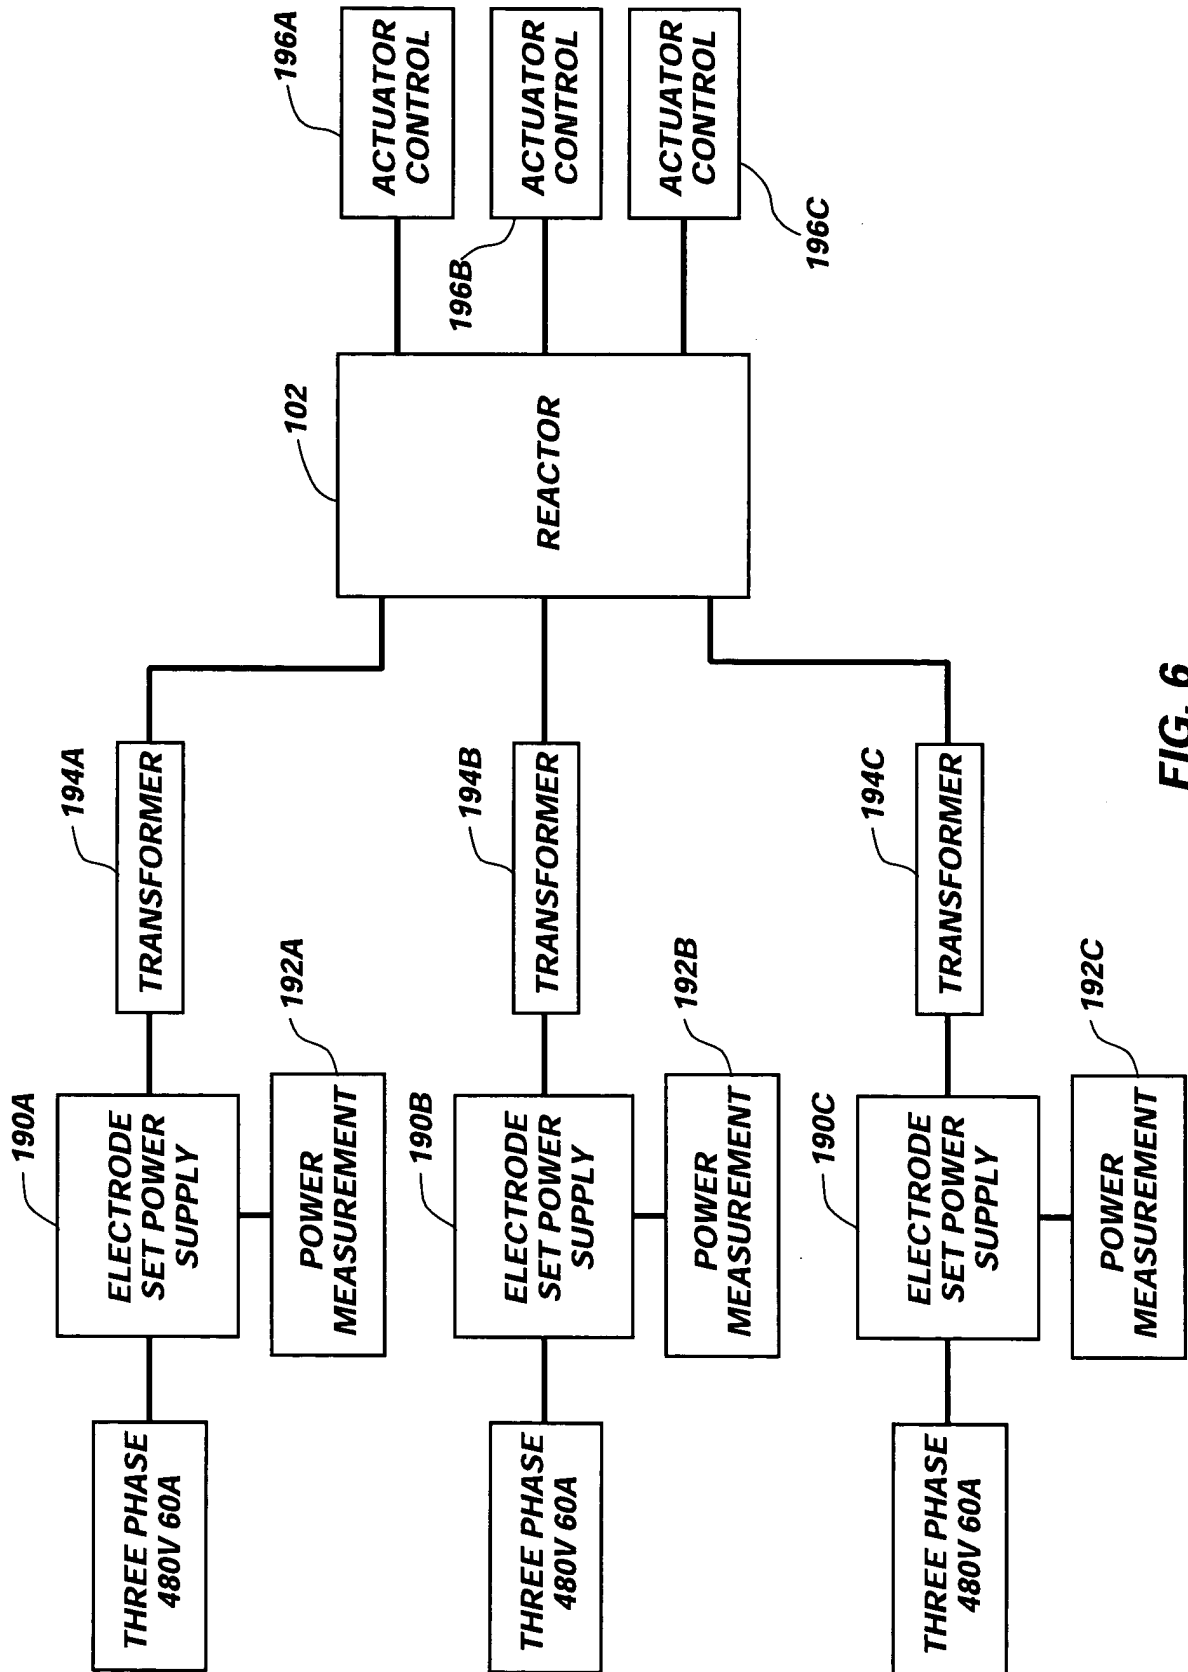 190A
ELECTRODE
SET POWER
SUPPLY
THREE PHASE
480V 60A
192A
POWER
MEASUREMENT
194A
TRANSFORMER
190B
ELECTRODE
SET POWER
SUPPLY
THREE PHASE
480V 60A
192B
POWER
MEASUREMENT
194B
TRANSFORMER
190C
ELECTRODE
SET POWER
SUPPLY
THREE PHASE
480V 60A
192C
POWER
MEASUREMENT
194C
TRANSFORMER
102
REACTOR
196A
ACTUATOR
CONTROL
196B
ACTUATOR
CONTROL
196C
ACTUATOR
CONTROL
FIG. 6